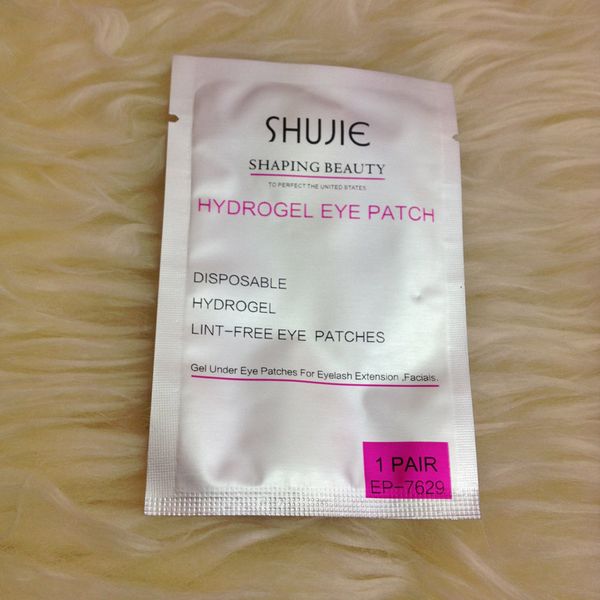 SHUJIE
SHAPING BEAUTY
TO PERFECT THE UNITED STATES
HYDROGEL EYE PATCH
DISPOSABLE
HYDROGEL
LINT-FREE EYE PATCHES
Gel Under Eye Patches For Eyelash Extension ,Facials.
1 PAIR
EP-7629